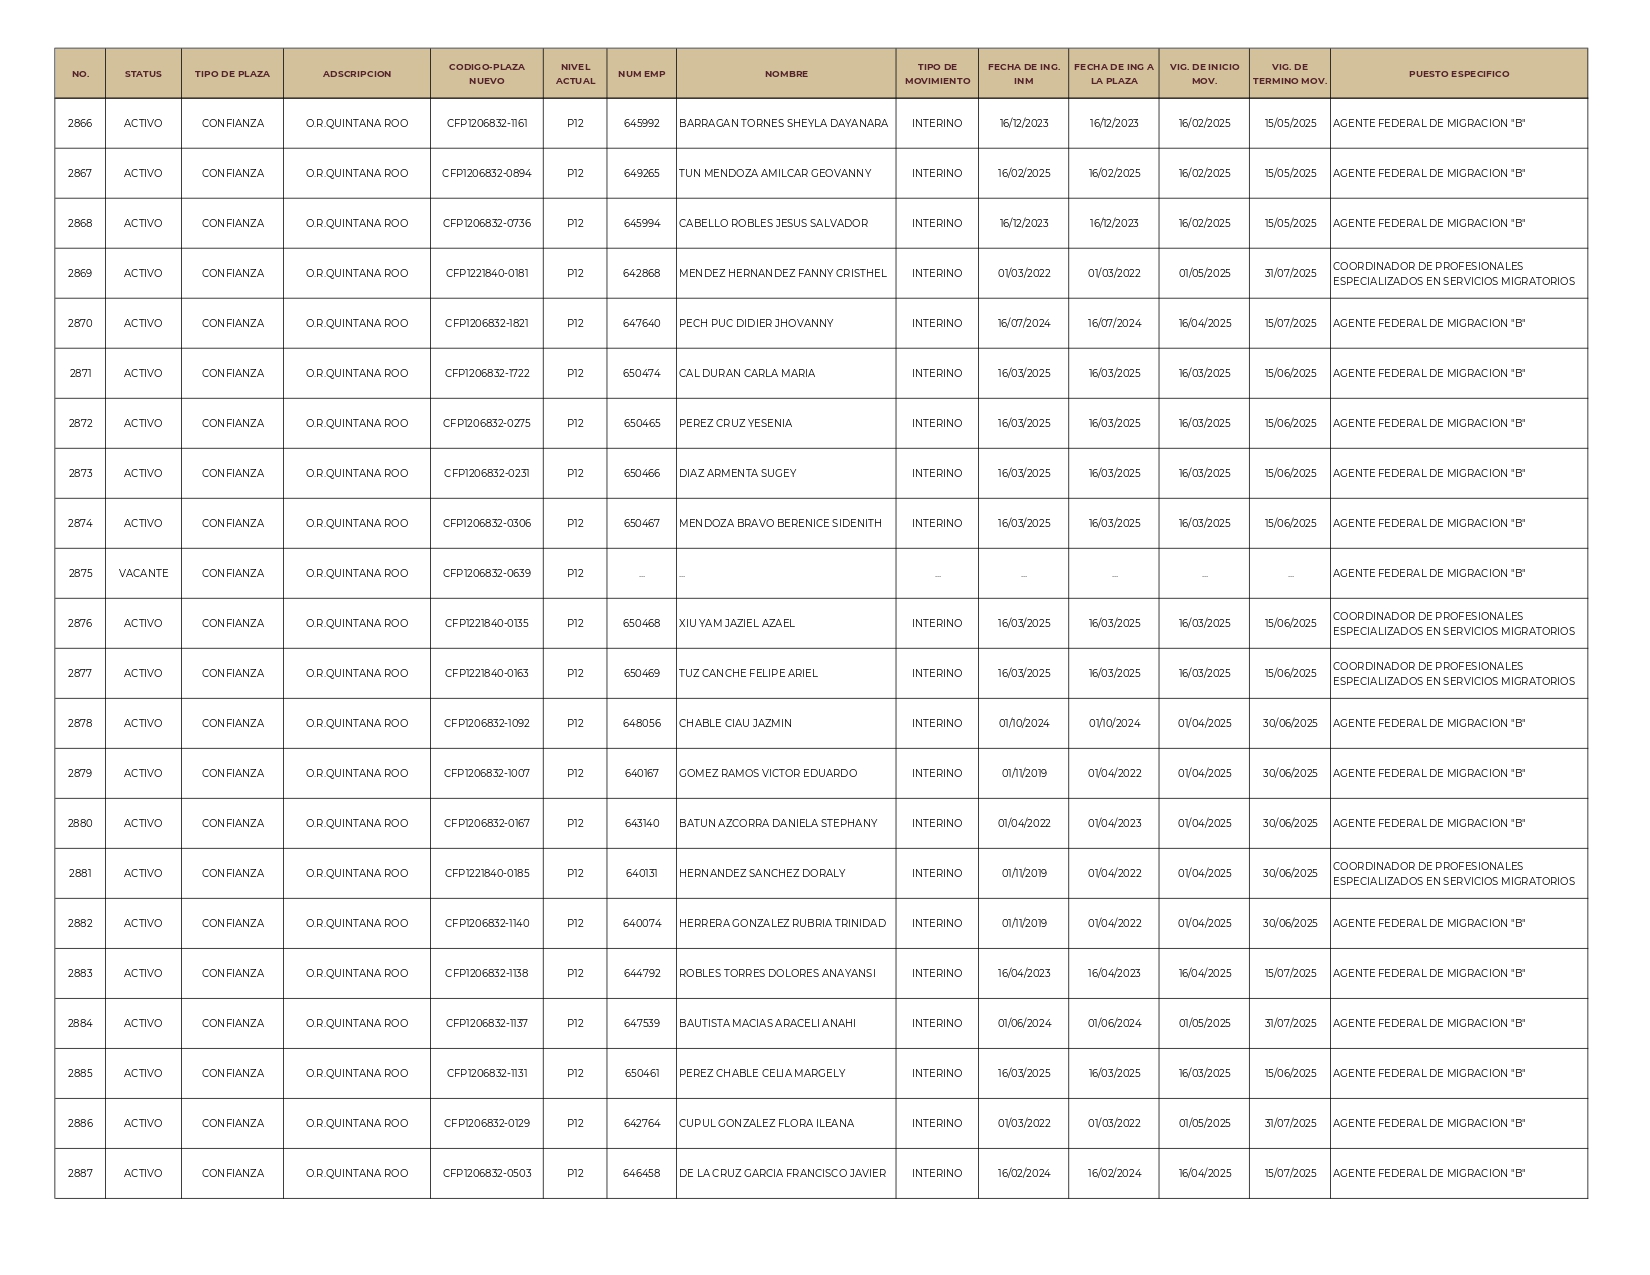 NO. STATUS TIPO DE PLAZA ADSCRIPCION CODIGO-PLAZA NUEVO NIVEL ACTUAL NUM EMP NOMBRE TIPO DE MOVIMIENTO FECHA DE ING. INM FECHA DE ING A LA PLAZA VIG. DE INICIO MOV. VIG. DE TERMINO MOV. PUESTO ESPECIFICO
2866 ACTIVO CONFIANZA O.R.QUINTANA ROO CFP1206832-1161 P12 645992 BARRAGAN TORNES SHEYLA DAYANARA INTERINO 16/12/2023 16/12/2023 16/02/2025 15/05/2025 AGENTE FEDERAL DE MIGRACION "B"
2867 ACTIVO CONFIANZA O.R.QUINTANA ROO CFP1206832-0894 P12 649265 TUN MENDOZA AMILCAR GEOVANNY INTERINO 16/02/2025 16/02/2025 16/02/2025 15/05/2025 AGENTE FEDERAL DE MIGRACION "B"
2868 ACTIVO CONFIANZA O.R.QUINTANA ROO CFP1206832-0736 P12 645994 CABELLO ROBLES JESUS SALVADOR INTERINO 16/12/2023 16/12/2023 16/02/2025 15/05/2025 AGENTE FEDERAL DE MIGRACION "B"
2869 ACTIVO CONFIANZA O.R.QUINTANA ROO CFP1221840-0181 P12 642868 MENDEZ HERNANDEZ FANNY CRISTHEL INTERINO 01/03/2022 01/03/2022 01/05/2025 31/07/2025 COORDINADOR DE PROFESIONALES
ESPECIALIZADOS EN SERVICIOS MIGRATORIOS
2870 ACTIVO CONFIANZA O.R.QUINTANA ROO CFP1206832-1821 P12 647640 PECH PUC DIDIER JHOVANNY INTERINO 16/07/2024 16/07/2024 16/04/2025 15/07/2025 AGENTE FEDERAL DE MIGRACION "B"
2871 ACTIVO CONFIANZA O.R.QUINTANA ROO CFP1206832-1722 P12 650474 CAL DURAN CARLA MARIA INTERINO 16/03/2025 16/03/2025 16/03/2025 15/06/2025 AGENTE FEDERAL DE MIGRACION "B"
2872 ACTIVO CONFIANZA O.R.QUINTANA ROO CFP1206832-0275 P12 650465 PEREZ CRUZ YESENIA INTERINO 16/03/2025 16/03/2025 16/03/2025 15/06/2025 AGENTE FEDERAL DE MIGRACION "B"
2873 ACTIVO CONFIANZA O.R.QUINTANA ROO CFP1206832-0231 P12 650466 DIAZ ARMENTA SUGEY INTERINO 16/03/2025 16/03/2025 16/03/2025 15/06/2025 AGENTE FEDERAL DE MIGRACION "B"
2874 ACTIVO CONFIANZA O.R.QUINTANA ROO CFP1206832-0306 P12 650467 MENDOZA BRAVO BERENICE SIDENITH INTERINO 16/03/2025 16/03/2025 16/03/2025 15/06/2025 AGENTE FEDERAL DE MIGRACION "B"
2875 VACANTE CONFIANZA O.R.QUINTANA ROO CFP1206832-0639 P12 ... ... ... ... ... ... ... AGENTE FEDERAL DE MIGRACION "B"
2876 ACTIVO CONFIANZA O.R.QUINTANA ROO CFP1221840-0135 P12 650468 XIU YAM JAZIEL AZAEL INTERINO 16/03/2025 16/03/2025 16/03/2025 15/06/2025 COORDINADOR DE PROFESIONALES
ESPECIALIZADOS EN SERVICIOS MIGRATORIOS
2877 ACTIVO CONFIANZA O.R.QUINTANA ROO CFP1221840-0163 P12 650469 TUZ CANCHE FELIPE ARIEL INTERINO 16/03/2025 16/03/2025 16/03/2025 15/06/2025 COORDINADOR DE PROFESIONALES
ESPECIALIZADOS EN SERVICIOS MIGRATORIOS
2878 ACTIVO CONFIANZA O.R.QUINTANA ROO CFP1206832-1092 P12 648056 CHABLE CIAU JAZMIN INTERINO 01/10/2024 01/10/2024 01/04/2025 30/06/2025 AGENTE FEDERAL DE MIGRACION "B"
2879 ACTIVO CONFIANZA O.R.QUINTANA ROO CFP1206832-1007 P12 640167 GOMEZ RAMOS VICTOR EDUARDO INTERINO 01/11/2019 01/04/2022 01/04/2025 30/06/2025 AGENTE FEDERAL DE MIGRACION "B"
2880 ACTIVO CONFIANZA O.R.QUINTANA ROO CFP1206832-0167 P12 643140 BATUN AZCORRA DANIELA STEPHANY INTERINO 01/04/2022 01/04/2023 01/04/2025 30/06/2025 AGENTE FEDERAL DE MIGRACION "B"
2881 ACTIVO CONFIANZA O.R.QUINTANA ROO CFP1221840-0185 P12 640131 HERNANDEZ SANCHEZ DORALY INTERINO 01/11/2019 01/04/2022 01/04/2025 30/06/2025 COORDINADOR DE PROFESIONALES
ESPECIALIZADOS EN SERVICIOS MIGRATORIOS
2882 ACTIVO CONFIANZA O.R.QUINTANA ROO CFP1206832-1140 P12 640074 HERRERA GONZALEZ RUBRIA TRINIDAD INTERINO 01/11/2019 01/04/2022 01/04/2025 30/06/2025 AGENTE FEDERAL DE MIGRACION "B"
2883 ACTIVO CONFIANZA O.R.QUINTANA ROO CFP1206832-1138 P12 644792 ROBLES TORRES DOLORES ANAYANSI INTERINO 16/04/2023 16/04/2023 16/04/2025 15/07/2025 AGENTE FEDERAL DE MIGRACION "B"
2884 ACTIVO CONFIANZA O.R.QUINTANA ROO CFP1206832-1137 P12 647539 BAUTISTA MACIAS ARACELI ANAHI INTERINO 01/06/2024 01/06/2024 01/05/2025 31/07/2025 AGENTE FEDERAL DE MIGRACION "B"
2885 ACTIVO CONFIANZA O.R.QUINTANA ROO CFP1206832-1131 P12 650461 PEREZ CHABLE CELIA MARGELY INTERINO 16/03/2025 16/03/2025 16/03/2025 15/06/2025 AGENTE FEDERAL DE MIGRACION "B"
2886 ACTIVO CONFIANZA O.R.QUINTANA ROO CFP1206832-0129 P12 642764 CUPUL GONZALEZ FLORA ILEANA INTERINO 01/03/2022 01/03/2022 01/05/2025 31/07/2025 AGENTE FEDERAL DE MIGRACION "B"
2887 ACTIVO CONFIANZA O.R.QUINTANA ROO CFP1206832-0503 P12 646458 DE LA CRUZ GARCIA FRANCISCO JAVIER INTERINO 16/02/2024 16/02/2024 16/04/2025 15/07/2025 AGENTE FEDERAL DE MIGRACION "B"